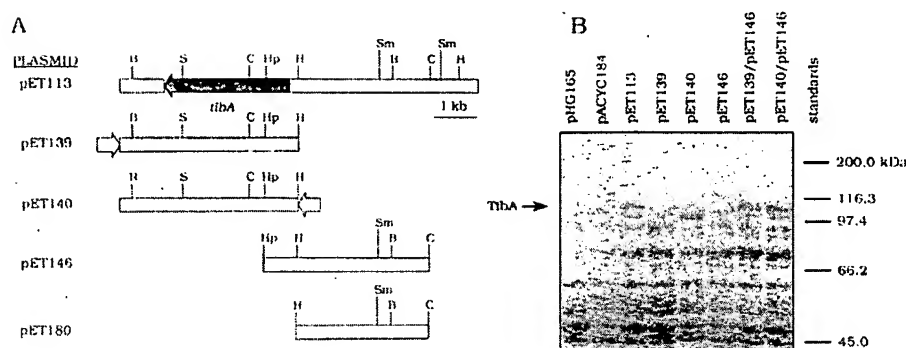 A
B
PLASMID
B S C Hp H Sm B C Sm H
pET113
tibA
1 kb
B S C Hp H
pET139
B S C Hp H
pET140
Hp H Sm B C
pET146
H Sm B C
pET180
pHG165
pACYC184
pET113
pET139
pET140
pET146
pET139/pET146
pET140/pET146
standards
TibA
200.0 kDa
116.3
97.4
66.2
45.0